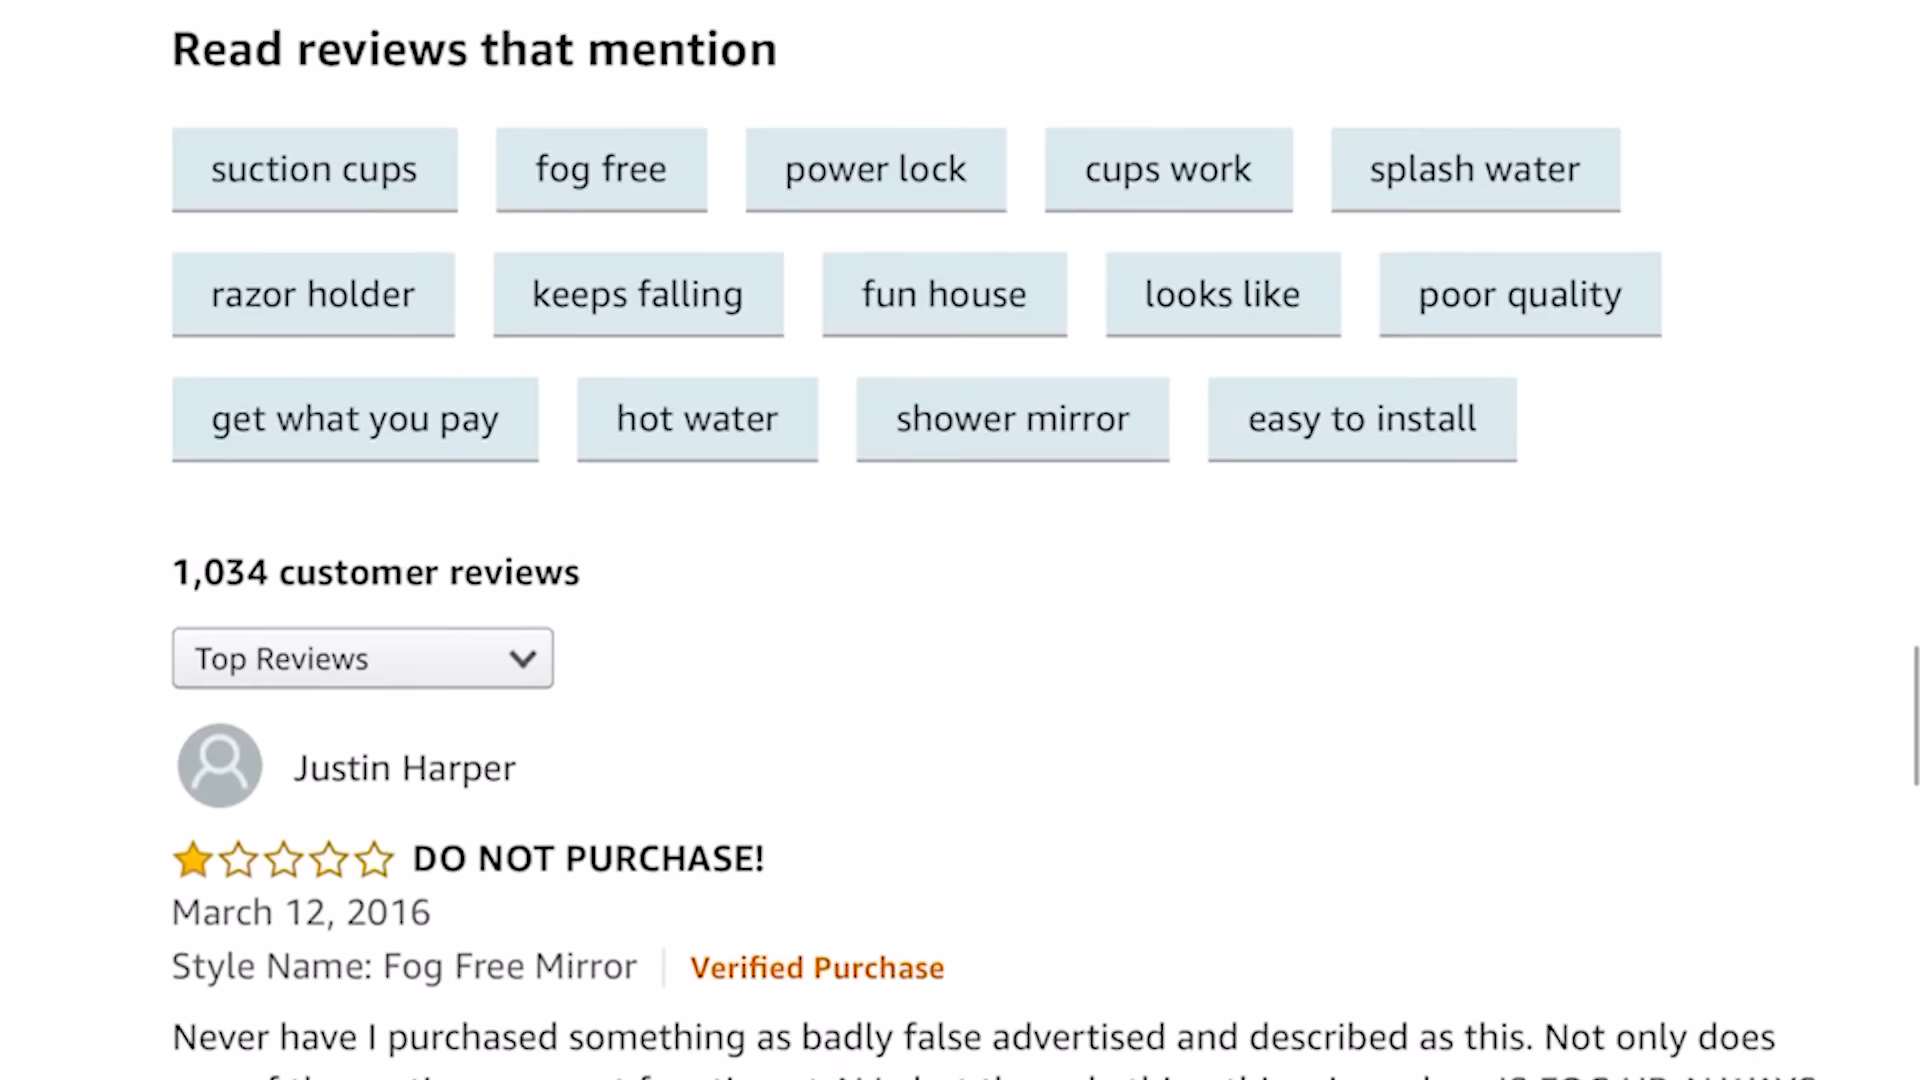 Read reviews that mention
suction cups fog free power lock cups work splash water
razor holder keeps falling fun house looks like poor quality
get what you pay hot water shower mirror easy to install
1,034 customer reviews
Top Reviews
Justin Harper
DO NOT PURCHASE!
March 12, 2016
Style Name: Fog Free Mirror Verified Purchase
Never have I purchased something as badly false advertised and described as this. Not only does